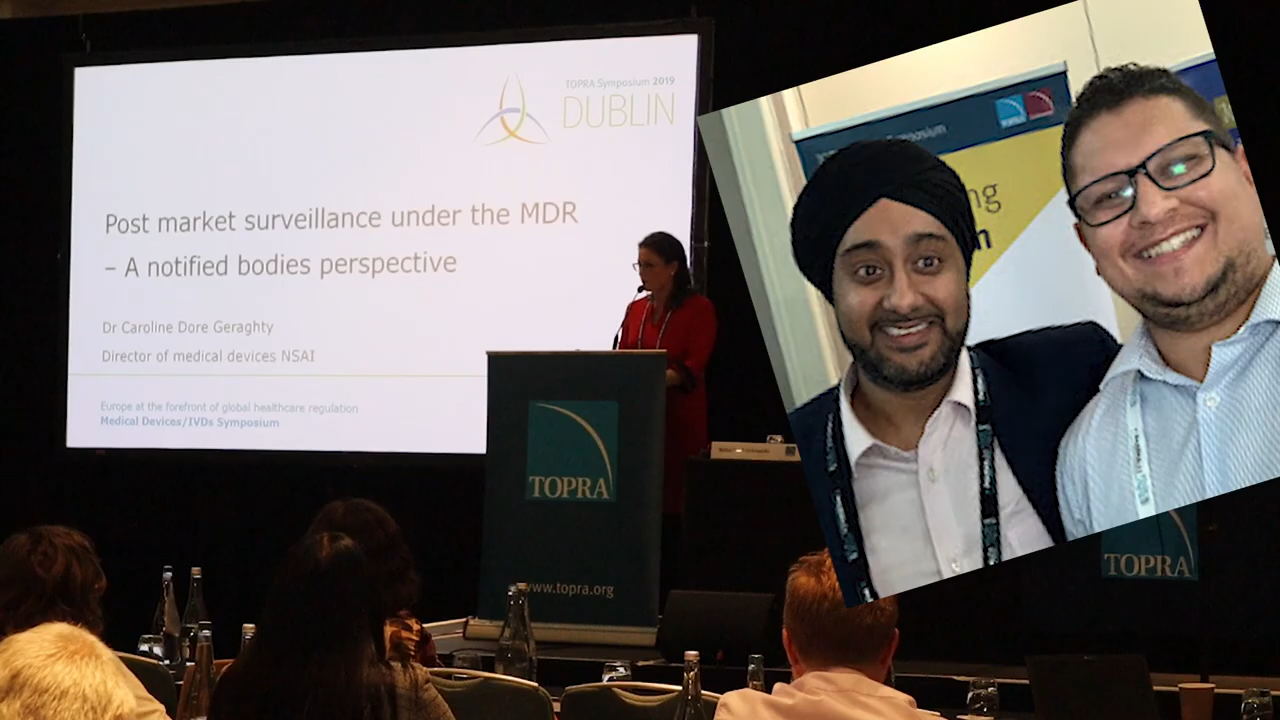 TOPRA Symposium 2019
DUBLIN
Post market surveillance under the MDR
– A notified bodies perspective
Dr Caroline Dore Geraghty
Director of medical devices NSAI
Europe at the forefront of global healthcare regulation
Medical Devices/IVDs Symposium
TOPRA
www.topra.org
TOPRA
Symposium
TOPRA